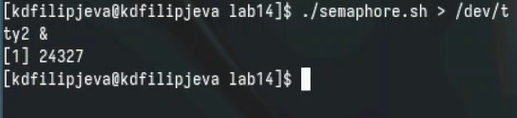 [kdfilipjeva@kdfilipjeva lab14]$ ./semaphore.sh > /dev/t
ty2 &
[1] 24327
[kdfilipjeva@kdfilipjeva lab14]$